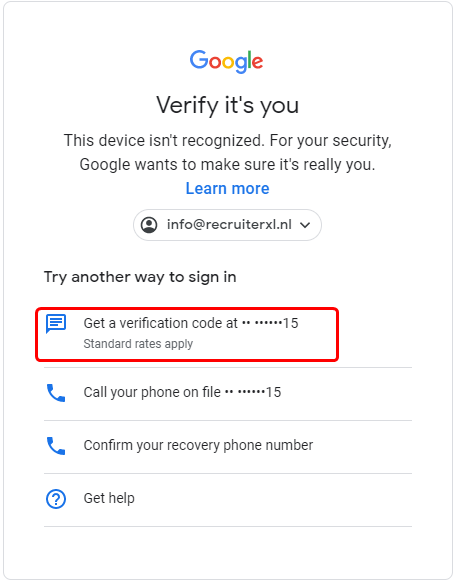 Google
Verify it's you
This device isn't recognized. For your security,
Google wants to make sure it's really you.
Learn more
info@recruiterxl.nl
Try another way to sign in
Get a verification code at •• ••••••15
Standard rates apply
Call your phone on file •• ••••••15
Confirm your recovery phone number
Get help